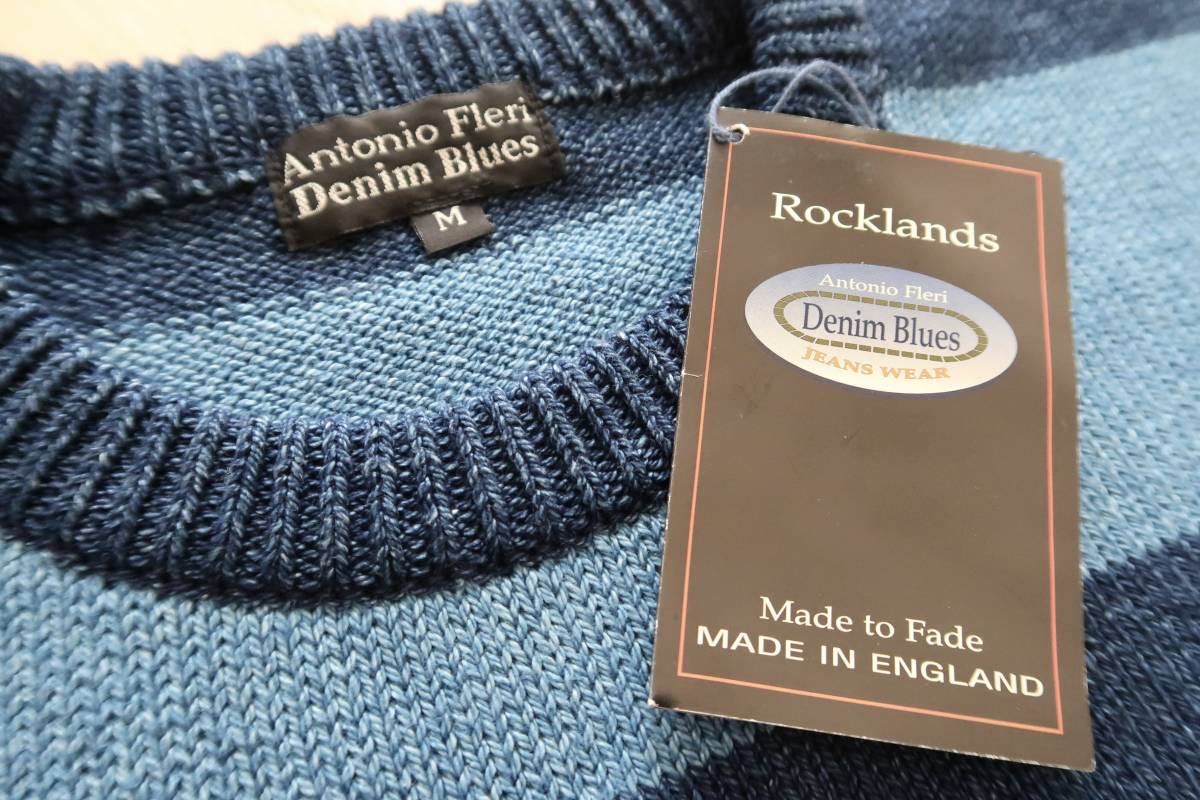 Antonio Fleri
Denim Blues
M
Rocklands
Antonio Fleri
Denim Blues
JEANS WEAR
Made to Fade
MADE IN ENGLAND